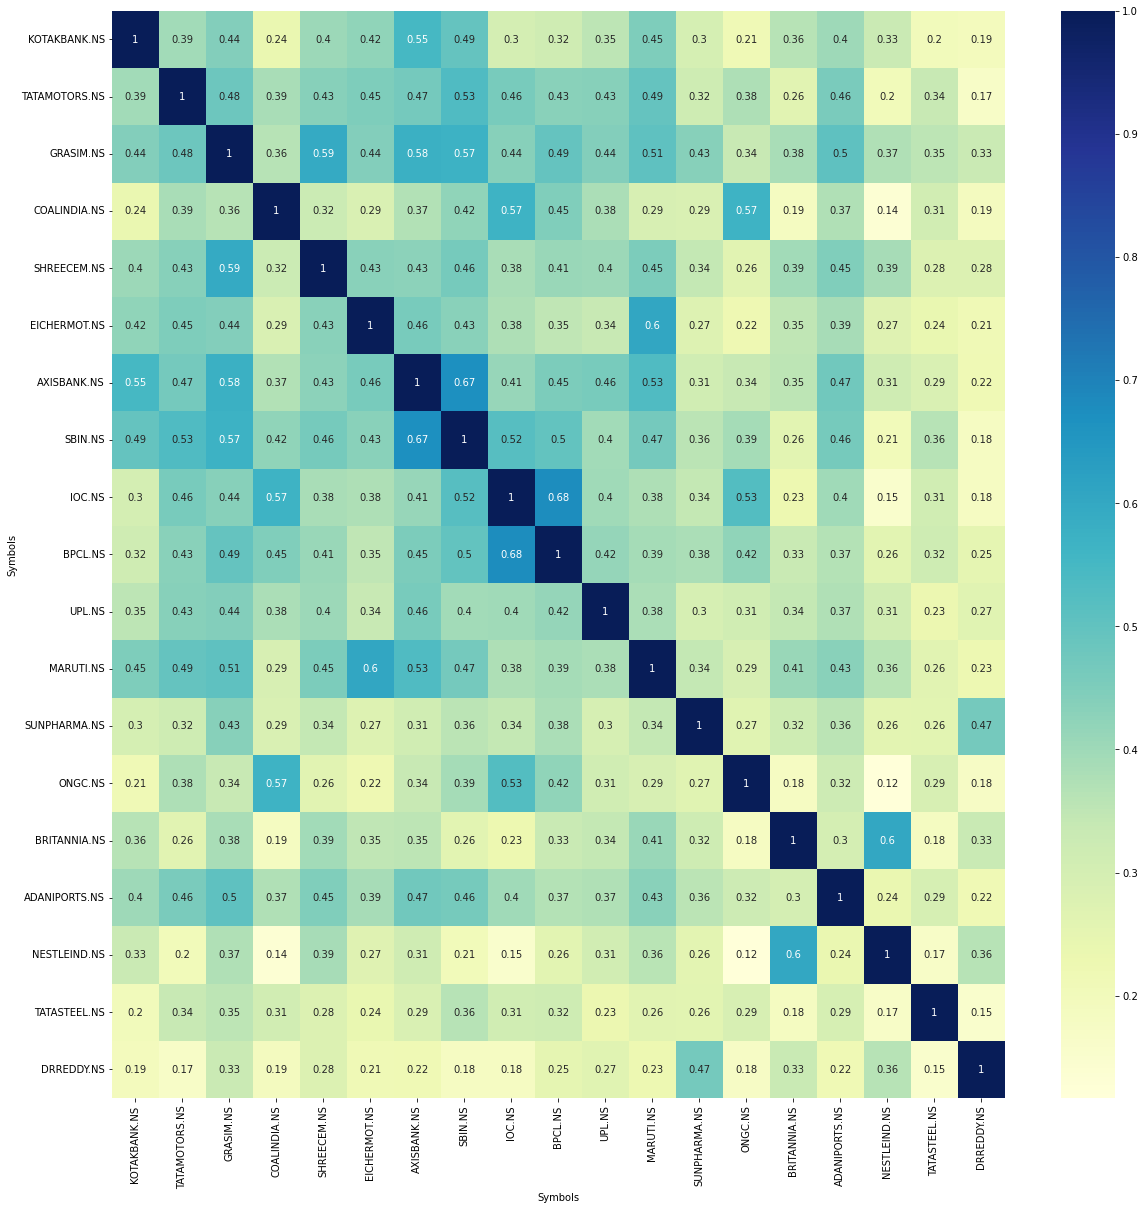 KOTAKBANK.NS 1 0.39 0.44 0.24 0.4 0.42 0.55 0.49 0.3 0.32 0.35 0.45 0.3 0.21 0.36 0.4 0.33 0.2 0.19
TATAMOTORS.NS 0.39 1 0.48 0.39 0.43 0.45 0.47 0.53 0.46 0.43 0.43 0.49 0.32 0.38 0.26 0.46 0.2 0.34 0.17
GRASIM.NS 0.44 0.48 1 0.36 0.59 0.44 0.58 0.57 0.44 0.49 0.44 0.51 0.43 0.34 0.38 0.5 0.37 0.35 0.33
COALINDIA.NS 0.24 0.39 0.36 1 0.32 0.29 0.37 0.42 0.57 0.45 0.38 0.29 0.29 0.57 0.19 0.37 0.14 0.31 0.19
SHREECEM.NS 0.4 0.43 0.59 0.32 1 0.43 0.43 0.46 0.38 0.41 0.4 0.45 0.34 0.26 0.39 0.45 0.39 0.28 0.28
EICHERMOT.NS 0.42 0.45 0.44 0.29 0.43 1 0.46 0.43 0.38 0.35 0.34 0.6 0.27 0.22 0.35 0.39 0.27 0.24 0.21
AXISBANK.NS 0.55 0.47 0.58 0.37 0.43 0.46 1 0.67 0.41 0.45 0.46 0.53 0.31 0.34 0.35 0.47 0.31 0.29 0.22
SBIN.NS 0.49 0.53 0.57 0.42 0.46 0.43 0.67 1 0.52 0.5 0.4 0.47 0.36 0.39 0.26 0.46 0.21 0.36 0.18
IOC.NS 0.3 0.46 0.44 0.57 0.38 0.38 0.41 0.52 1 0.68 0.4 0.38 0.34 0.53 0.23 0.4 0.15 0.31 0.18
BPCL.NS 0.32 0.43 0.49 0.45 0.41 0.35 0.45 0.5 0.68 1 0.42 0.39 0.38 0.42 0.33 0.37 0.26 0.32 0.25
UPL.NS 0.35 0.43 0.44 0.38 0.4 0.34 0.46 0.4 0.4 0.42 1 0.38 0.3 0.31 0.34 0.37 0.31 0.23 0.27
MARUTI.NS 0.45 0.49 0.51 0.29 0.45 0.6 0.53 0.47 0.38 0.39 0.38 1 0.34 0.29 0.41 0.43 0.36 0.26 0.23
SUNPHARMA.NS 0.3 0.32 0.43 0.29 0.34 0.27 0.31 0.36 0.34 0.38 0.3 0.34 1 0.27 0.32 0.36 0.26 0.26 0.47
ONGC.NS 0.21 0.38 0.34 0.57 0.26 0.22 0.34 0.39 0.53 0.42 0.31 0.29 0.27 1 0.18 0.32 0.12 0.29 0.18
BRITANNIA.NS 0.36 0.26 0.38 0.19 0.39 0.35 0.35 0.26 0.23 0.33 0.34 0.41 0.32 0.18 1 0.3 0.6 0.18 0.33
ADANIPORTS.NS 0.4 0.46 0.5 0.37 0.45 0.39 0.47 0.46 0.4 0.37 0.37 0.43 0.36 0.32 0.3 1 0.24 0.29 0.22
NESTLEIND.NS 0.33 0.2 0.37 0.14 0.39 0.27 0.31 0.21 0.15 0.26 0.31 0.36 0.26 0.12 0.6 0.24 1 0.17 0.36
TATASTEEL.NS 0.2 0.34 0.35 0.31 0.28 0.24 0.29 0.36 0.31 0.32 0.23 0.26 0.26 0.29 0.18 0.29 0.17 1 0.15
DRREDDY.NS 0.19 0.17 0.33 0.19 0.28 0.21 0.22 0.18 0.18 0.25 0.27 0.23 0.47 0.18 0.33 0.22 0.36 0.15 1
Symbols
KOTAKBANK.NS
TATAMOTORS.NS
GRASIM.NS
COALINDIA.NS
SHREECEM.NS
EICHERMOT.NS
AXISBANK.NS
SBIN.NS
IOC.NS
BPCL.NS
UPL.NS
MARUTI.NS
SUNPHARMA.NS
ONGC.NS
BRITANNIA.NS
ADANIPORTS.NS
NESTLEIND.NS
TATASTEEL.NS
DRREDDY.NS
Symbols
1.0
0.9
0.8
0.7
0.6
0.5
0.4
0.3
0.2